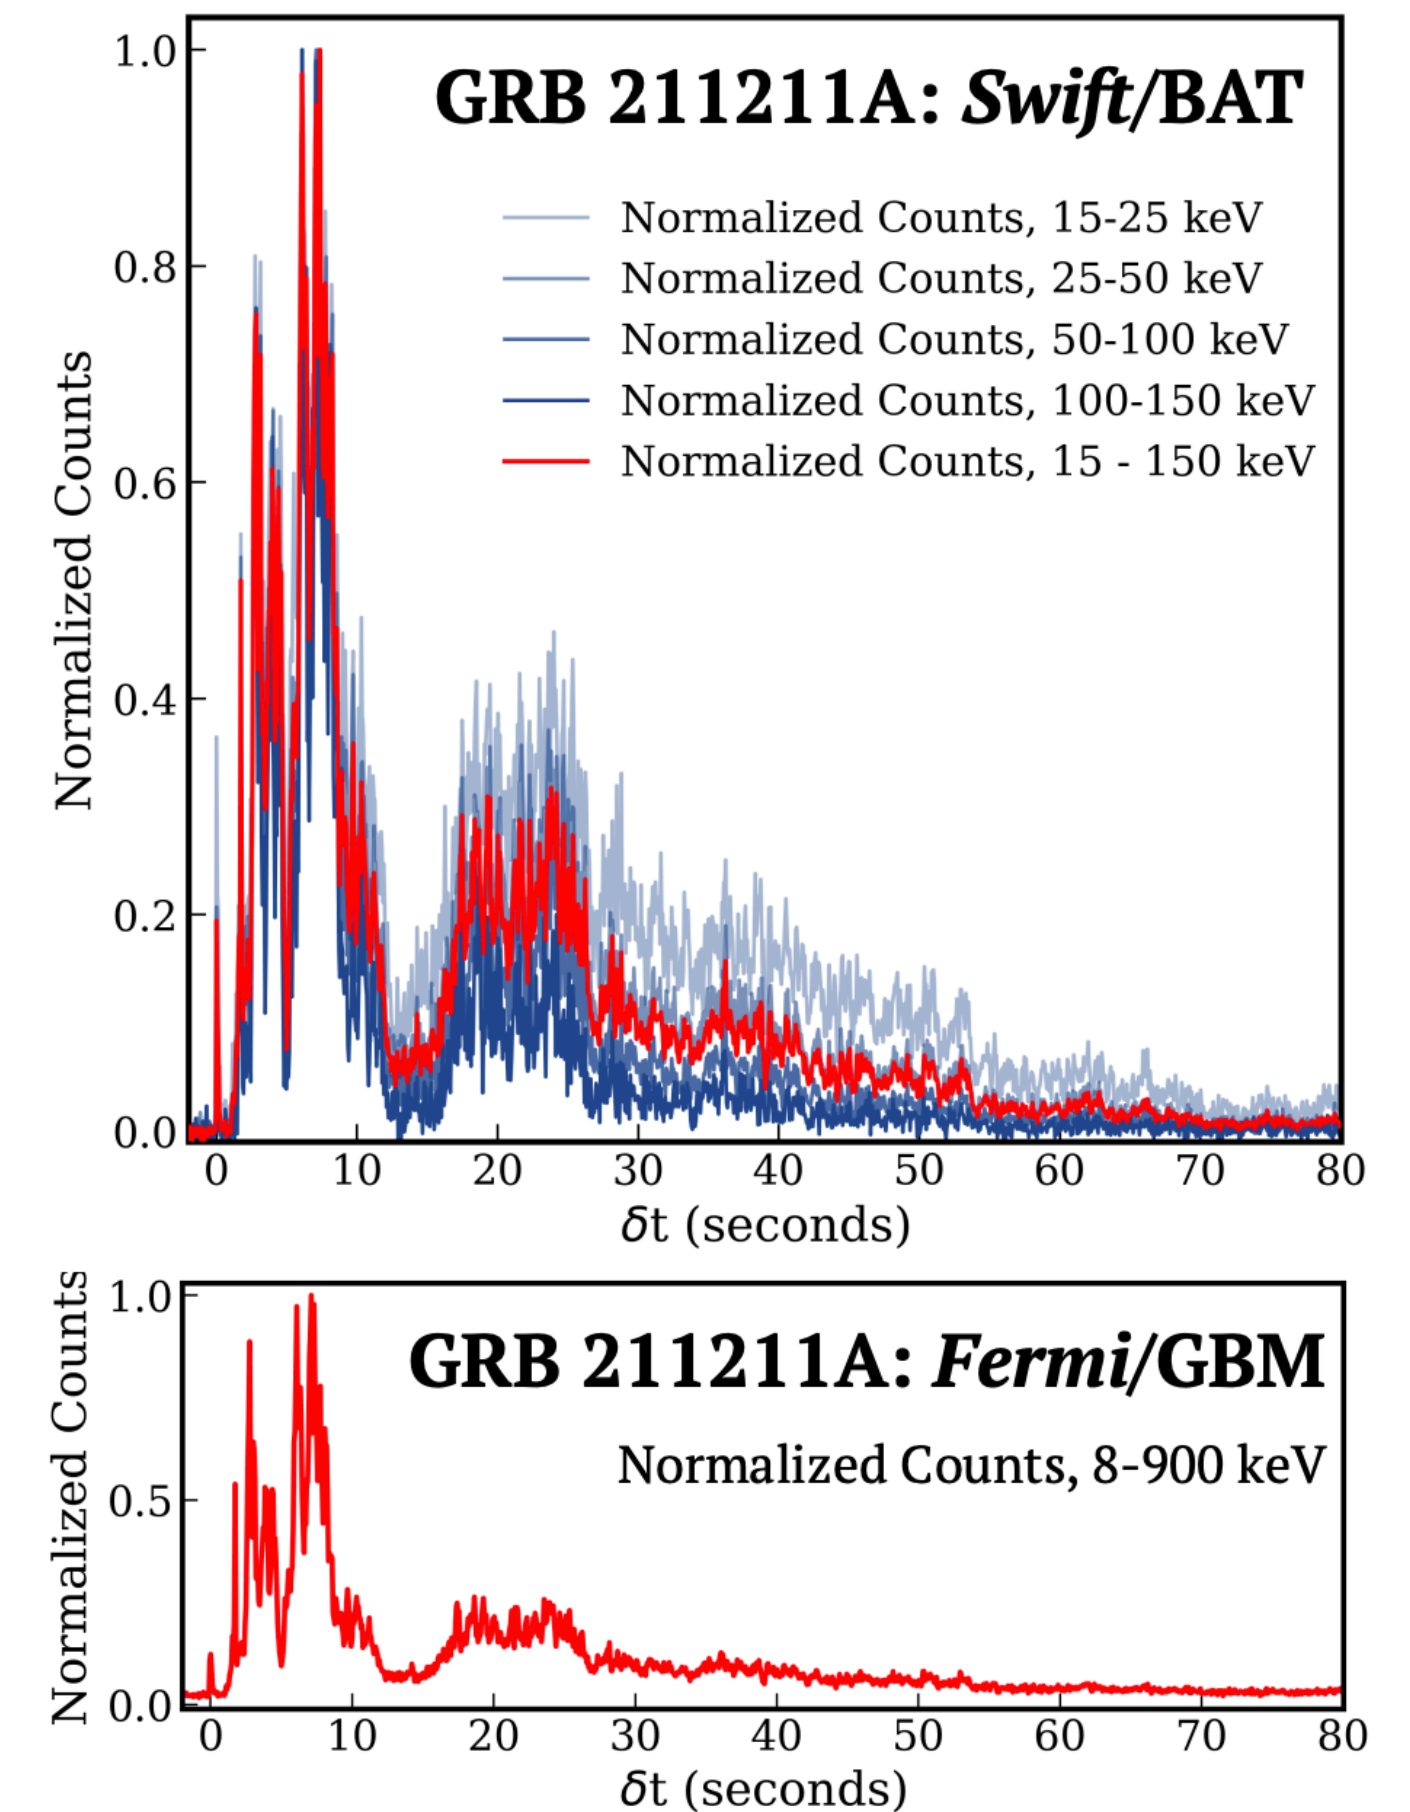 GRB 211211A: Swift/BAT
Normalized Counts, 15-25 keV
Normalized Counts, 25-50 keV
Normalized Counts, 50-100 keV
Normalized Counts, 100-150 keV
Normalized Counts, 15 - 150 keV
Normalized Counts
1.0
0.8
0.6
0.4
0.2
0.0
0 10 20 30 40 50 60 70 80
δt (seconds)
GRB 211211A: Fermi/GBM
Normalized Counts, 8-900 keV
Normalized Counts
1.0
0.5
0.0
0 10 20 30 40 50 60 70 80
δt (seconds)